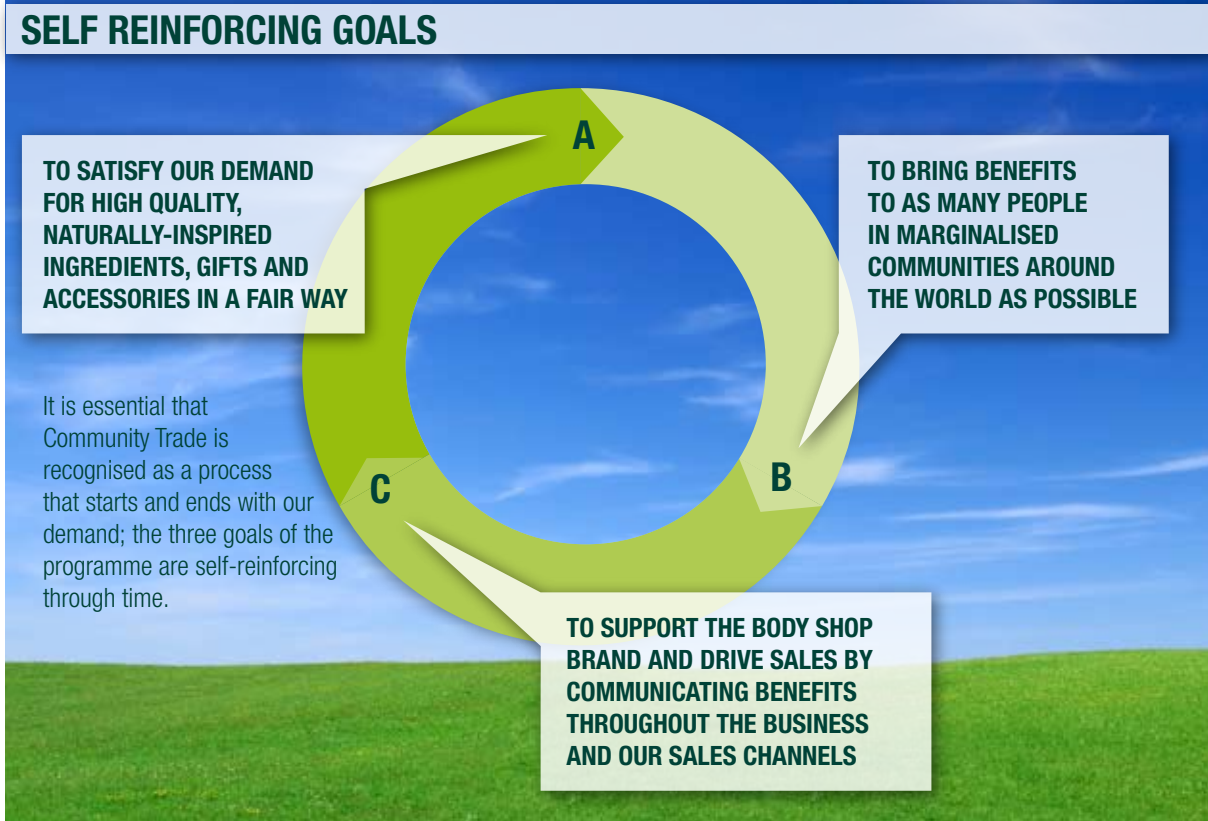 SELF REINFORCING GOALS
A
TO SATISFY OUR DEMAND
FOR HIGH QUALITY,
NATURALLY-INSPIRED
INGREDIENTS, GIFTS AND
ACCESSORIES IN A FAIR WAY
TO BRING BENEFITS
TO AS MANY PEOPLE
IN MARGINALISED
COMMUNITIES AROUND
THE WORLD AS POSSIBLE
B
It is essential that
Community Trade is
recognised as a process
that starts and ends with our
demand; the three goals of the
programme are self-reinforcing
through time.
C
TO SUPPORT THE BODY SHOP
BRAND AND DRIVE SALES BY
COMMUNICATING BENEFITS
THROUGHOUT THE BUSINESS
AND OUR SALES CHANNELS